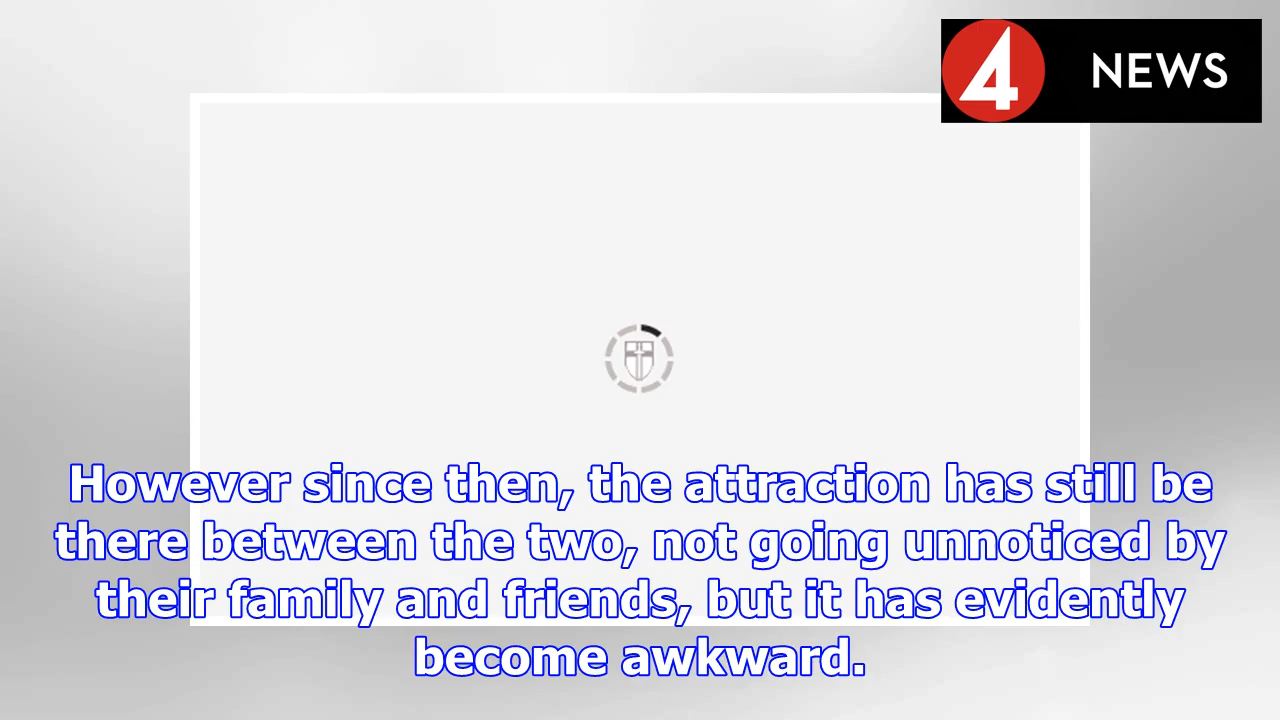 4 NEWS
However since then, the attraction has still be
there between the two, not going unnoticed by
their family and friends, but it has evidently
become awkward.